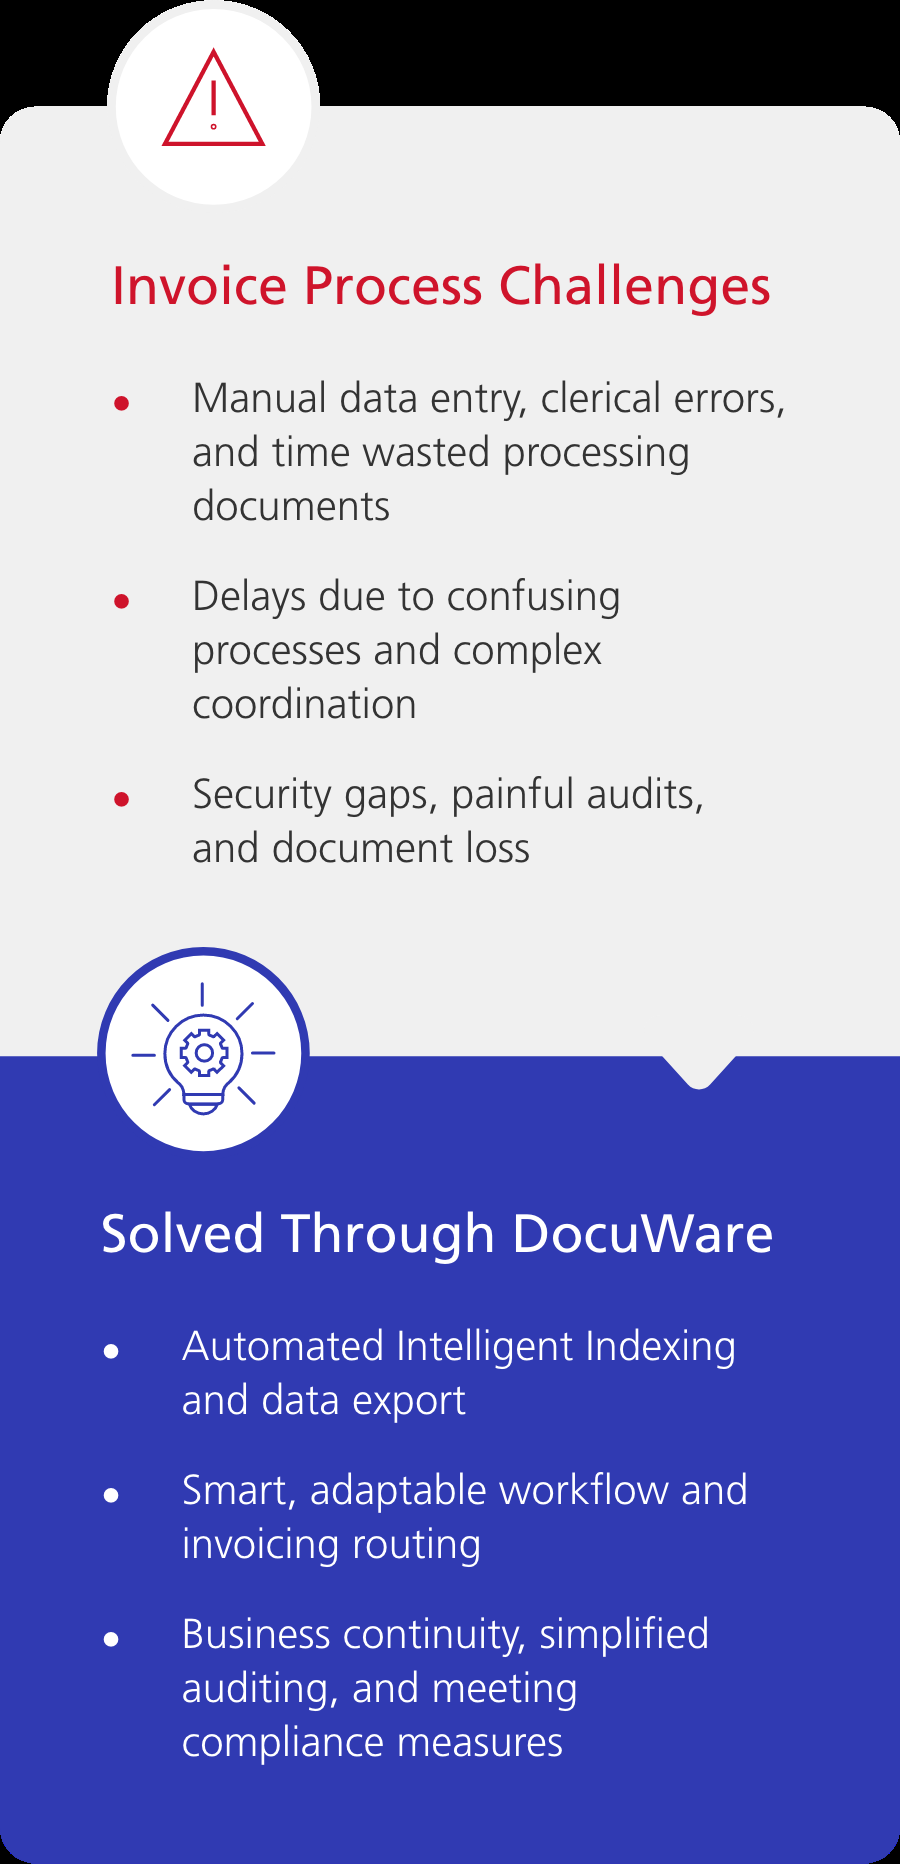 Invoice Process Challenges
• Manual data entry, clerical errors,
and time wasted processing
documents
• Delays due to confusing
processes and complex
coordination
• Security gaps, painful audits,
and document loss
Solved Through DocuWare
• Automated Intelligent Indexing
and data export
• Smart, adaptable workflow and
invoicing routing
• Business continuity, simplified
auditing, and meeting
compliance measures